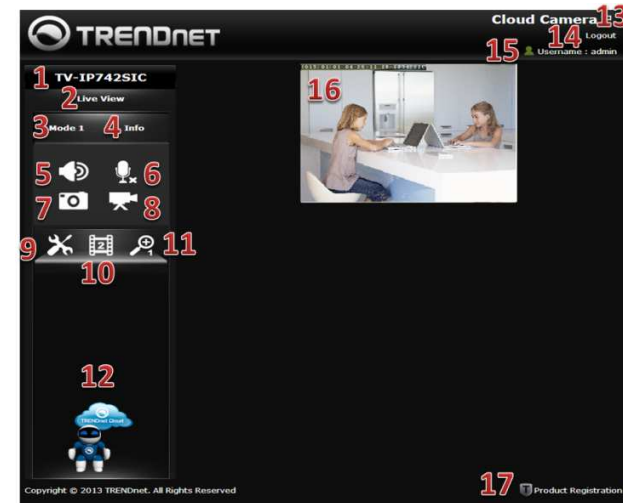 TRENDNET
Cloud Camera 13
14 Logout
15 Username : admin
1 TV-IP742SIC
2 Live View
3 Mode 1 4 Info
16
5 6
7 8
9 2 1 11
10
12
TRENDnet Cloud
Copyright © 2013 TRENDnet. All Rights Reserved
17 Product Registration